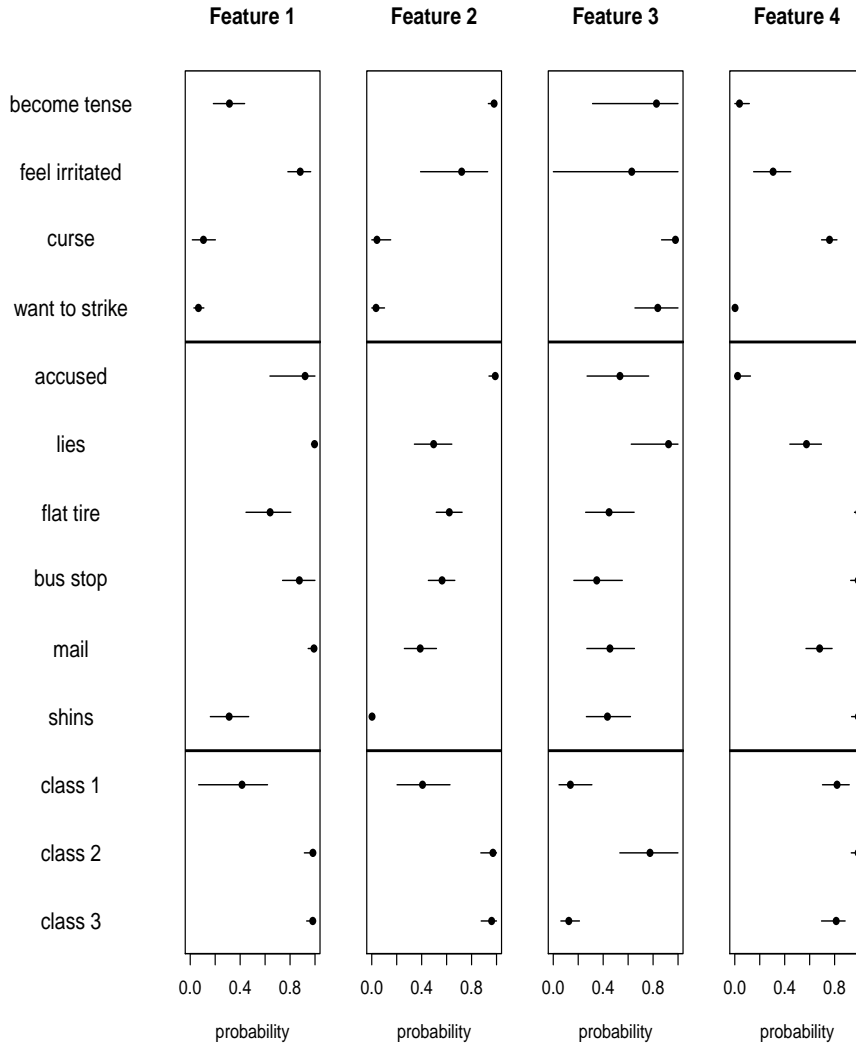 Feature 1 Feature 2 Feature 3 Feature 4
become tense
feel irritated
curse
want to strike
accused
lies
flat tire
bus stop
mail
shins
class 1
class 2
class 3
0.0 0.4 0.8 0.0 0.4 0.8 0.0 0.4 0.8 0.0 0.4 0.8
probability probability probability probability